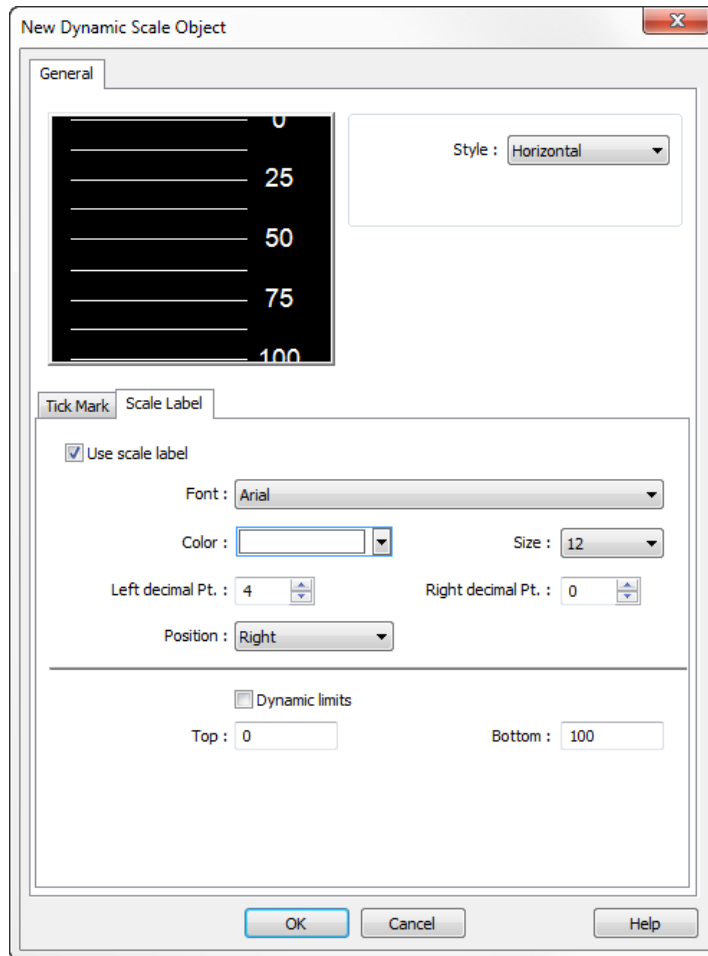 New Dynamic Scale Object
General
0
25
50
75
100
Style : Horizontal
Tick Mark Scale Label
Use scale label
Font : Arial
Color : Size : 12
Left decimal Pt. : 4 Right decimal Pt. : 0
Position : Right
Dynamic limits
Top : 0 Bottom : 100
OK Cancel Help